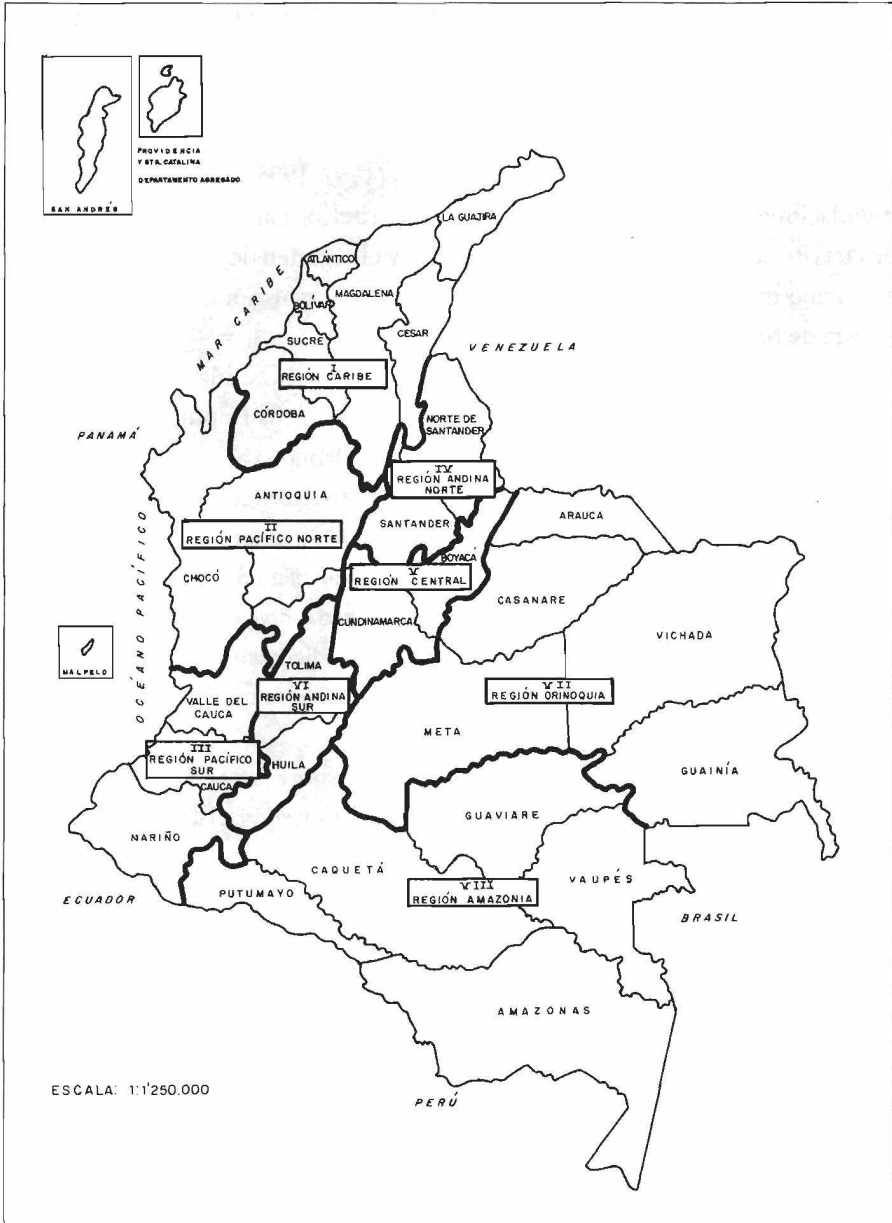 SAN ANDRÉS
PROVIDENCIA
Y STA. CATALINA
DEPARTAMENTO AGREGADO
LA GUAJIRA
ATLÁNTICO
MAR CARIBE
BOLÍVAR
MAGDALENA
SUCRE
CESAR
VENEZUELA
I
REGIÓN CARIBE
CÓRDOBA
NORTE DE
SANTANDER
PANAMÁ
IV
REGIÓN ANDINA
NORTE
ANTIOQUIA
SANTANDER
ARAUCA
II
REGIÓN PACÍFICO NORTE
BOYACÁ
V
REGIÓN CENTRAL
CHOCÓ
CASANARE
OCÉANO PACÍFICO
CUNDINAMARCA
VICHADA
MALPELO
TOLIMA
VI
REGIÓN ANDINA
SUR
VII
REGIÓN ORINOQUIA
VALLE DEL
CAUCA
META
III
REGIÓN PACÍFICO
SUR
HUILA
CAUCA
GUAINÍA
GUAVIARE
NARIÑO
CAQUETÁ
VAUPÉS
VIII
REGIÓN AMAZONIA
PUTUMAYO
ECUADOR
BRASIL
AMAZONAS
ESCALA: 1:1'250.000
PERÚ